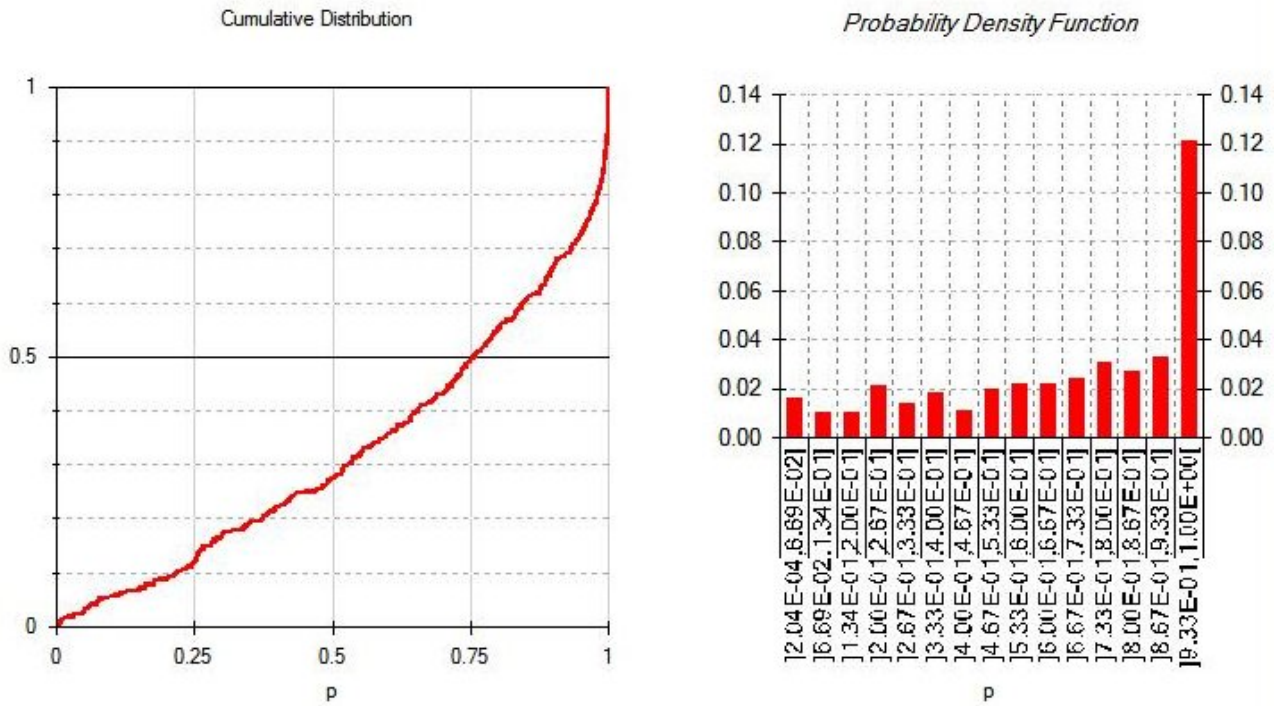 Cumulative Distribution
1
0.5
0
0
0.25
0.5
0.75
1
p
Probability Density Function
0.14
0.12
0.10
0.08
0.06
0.04
0.02
0.00
0.14
0.12
0.10
0.08
0.06
0.04
0.02
0.00
]2.04E-04,6.69E-02]
]6.69E-02,1.34E-01]
]1.34E-01,2.00E-01]
]2.00E-01,2.67E-01]
]2.67E-01,3.33E-01]
]3.33E-01,4.00E-01]
]4.00E-01,4.67E-01]
]4.67E-01,5.33E-01]
]5.33E-01,6.00E-01]
]6.00E-01,6.67E-01]
]6.67E-01,7.33E-01]
]7.33E-01,8.00E-01]
]8.00E-01,8.67E-01]
]8.67E-01,9.33E-01]
]9.33E-01,1.00E+00[
p